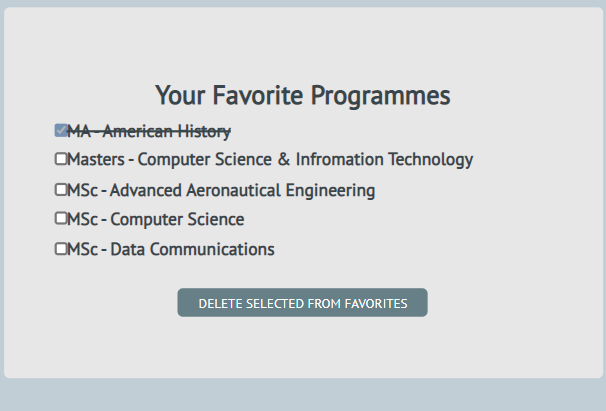 Your Favorite Programmes
MA - American History
Masters - Computer Science & Infromation Technology
MSc - Advanced Aeronautical Engineering
MSc - Computer Science
MSc - Data Communications
DELETE SELECTED FROM FAVORITES